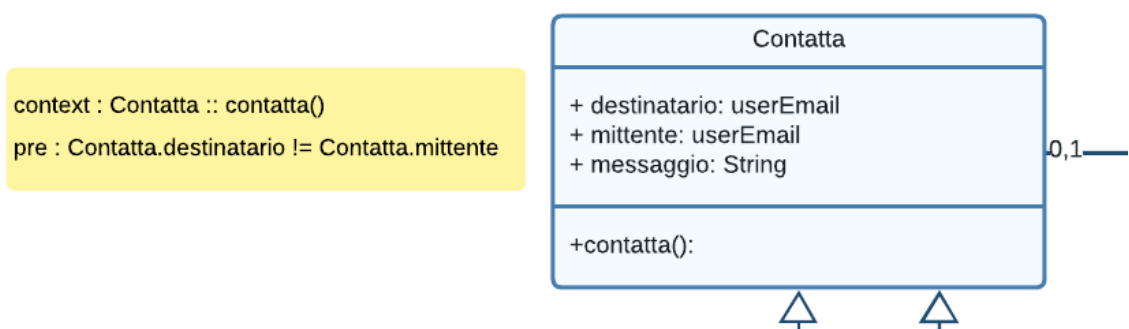 context : Contatta :: contatta()
pre : Contatta.destinatario != Contatta.mittente
Contatta
+ destinatario: userEmail
+ mittente: userEmail
+ messaggio: String
0,1
+contatta():